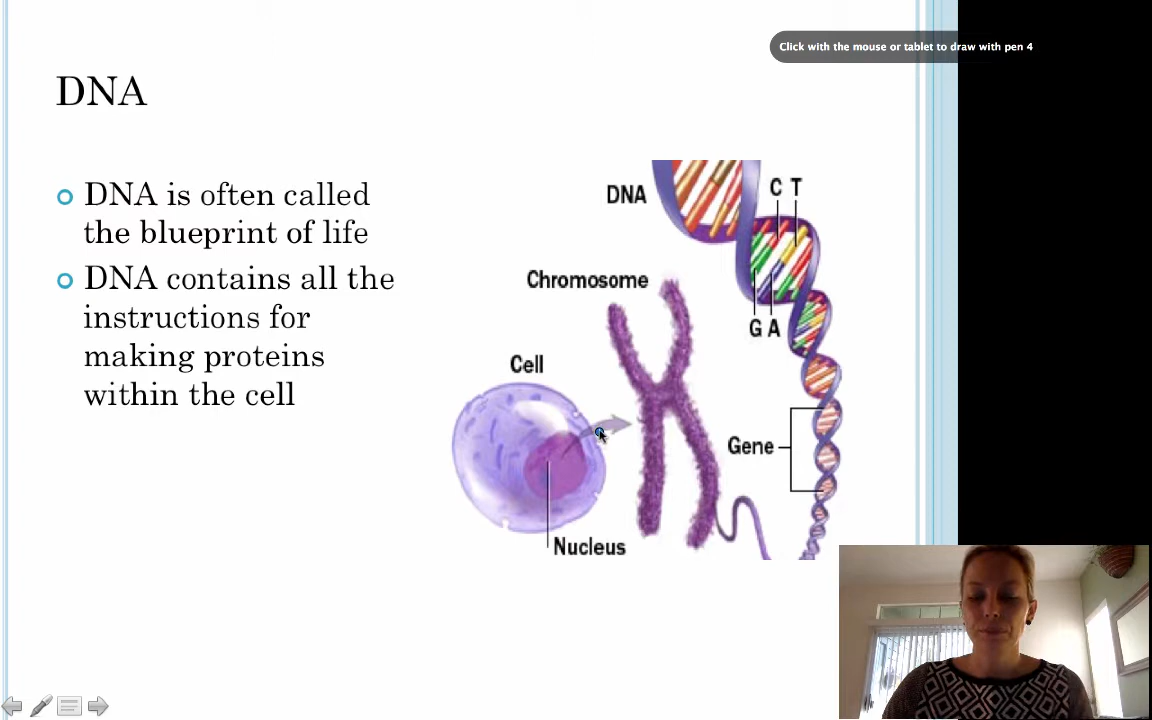 Click with the mouse or tablet to draw with pen 4
DNA
DNA is often called
the blueprint of life
DNA contains all the
instructions for
making proteins
within the cell
DNA
C T
Chromosome
G A
Cell
Gene
Nucleus